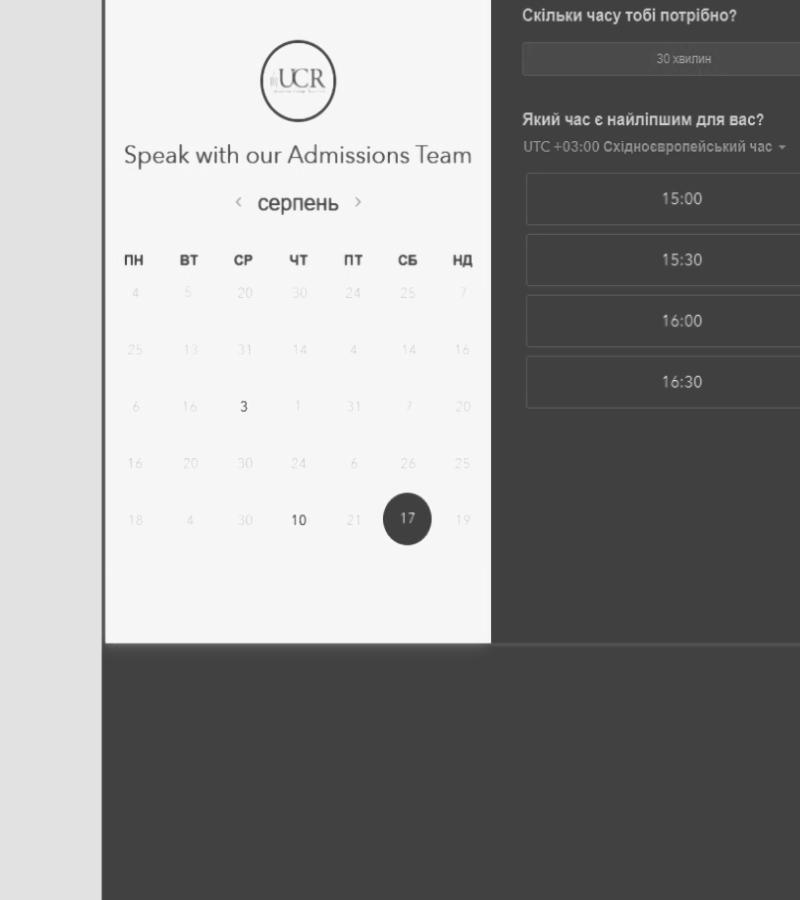 UCR
Speak with our Admissions Team
< серпень >
ПН ВТ СР ЧТ ПТ СБ НД
4 5 20 30 24 25 7
25 13 31 14 4 14 16
6 16 3 1 31 7 20
16 20 30 24 6 26 25
18 4 30 10 21 17 19
Скільки часу тобі потрібно?
30 хвилин
Який час є найліпшим для вас?
UTC +03:00 Східноєвропейський час
15:00
15:30
16:00
16:30